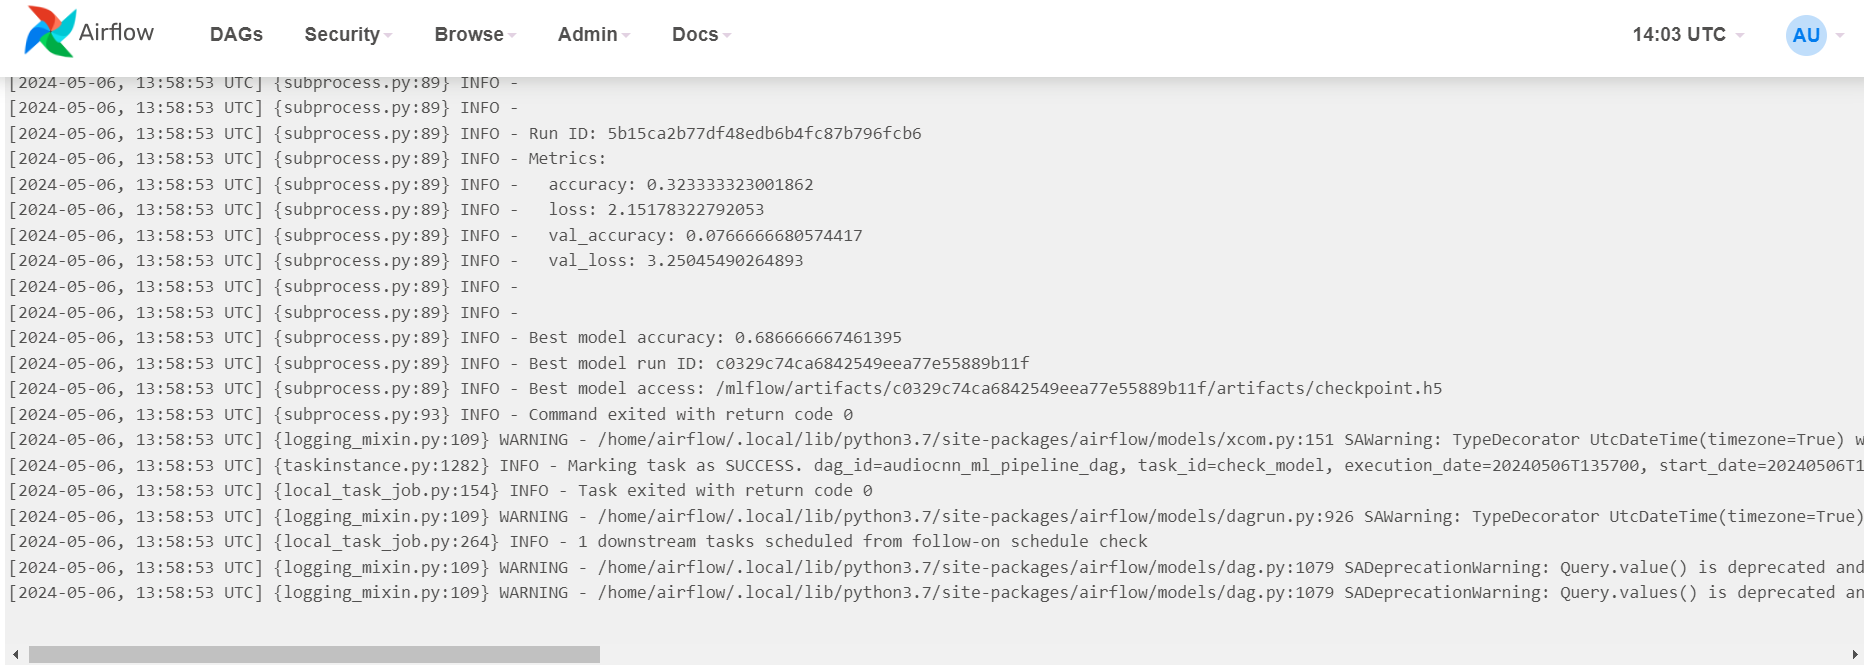 Airflow DAGs Security Browse Admin Docs 14:03 UTC AU
[2024-05-06, 13:58:53 UTC] {subprocess.py:89} INFO -
[2024-05-06, 13:58:53 UTC] {subprocess.py:89} INFO -
[2024-05-06, 13:58:53 UTC] {subprocess.py:89} INFO - Run ID: 5b15ca2b77df48edb6b4fc87b796fcb6
[2024-05-06, 13:58:53 UTC] {subprocess.py:89} INFO - Metrics:
[2024-05-06, 13:58:53 UTC] {subprocess.py:89} INFO -   accuracy: 0.323333323001862
[2024-05-06, 13:58:53 UTC] {subprocess.py:89} INFO -   loss: 2.15178322792053
[2024-05-06, 13:58:53 UTC] {subprocess.py:89} INFO -   val_accuracy: 0.0766666680574417
[2024-05-06, 13:58:53 UTC] {subprocess.py:89} INFO -   val_loss: 3.25045490264893
[2024-05-06, 13:58:53 UTC] {subprocess.py:89} INFO -
[2024-05-06, 13:58:53 UTC] {subprocess.py:89} INFO -
[2024-05-06, 13:58:53 UTC] {subprocess.py:89} INFO - Best model accuracy: 0.686666667461395
[2024-05-06, 13:58:53 UTC] {subprocess.py:89} INFO - Best model run ID: c0329c74ca6842549eea77e55889b11f
[2024-05-06, 13:58:53 UTC] {subprocess.py:89} INFO - Best model access: /mlflow/artifacts/c0329c74ca6842549eea77e55889b11f/artifacts/checkpoint.h5
[2024-05-06, 13:58:53 UTC] {subprocess.py:93} INFO - Command exited with return code 0
[2024-05-06, 13:58:53 UTC] {logging_mixin.py:109} WARNING - /home/airflow/.local/lib/python3.7/site-packages/airflow/models/xcom.py:151 SAWarning: TypeDecorator UtcDateTime(timezone=True) w
[2024-05-06, 13:58:53 UTC] {taskinstance.py:1282} INFO - Marking task as SUCCESS. dag_id=audiocnn_ml_pipeline_dag, task_id=check_model, execution_date=20240506T135700, start_date=20240506T1
[2024-05-06, 13:58:53 UTC] {local_task_job.py:154} INFO - Task exited with return code 0
[2024-05-06, 13:58:53 UTC] {logging_mixin.py:109} WARNING - /home/airflow/.local/lib/python3.7/site-packages/airflow/models/dagrun.py:926 SAWarning: TypeDecorator UtcDateTime(timezone=True)
[2024-05-06, 13:58:53 UTC] {local_task_job.py:264} INFO - 1 downstream tasks scheduled from follow-on schedule check
[2024-05-06, 13:58:53 UTC] {logging_mixin.py:109} WARNING - /home/airflow/.local/lib/python3.7/site-packages/airflow/models/dag.py:1079 SADeprecationWarning: Query.value() is deprecated and
[2024-05-06, 13:58:53 UTC] {logging_mixin.py:109} WARNING - /home/airflow/.local/lib/python3.7/site-packages/airflow/models/dag.py:1079 SADeprecationWarning: Query.values() is deprecated an